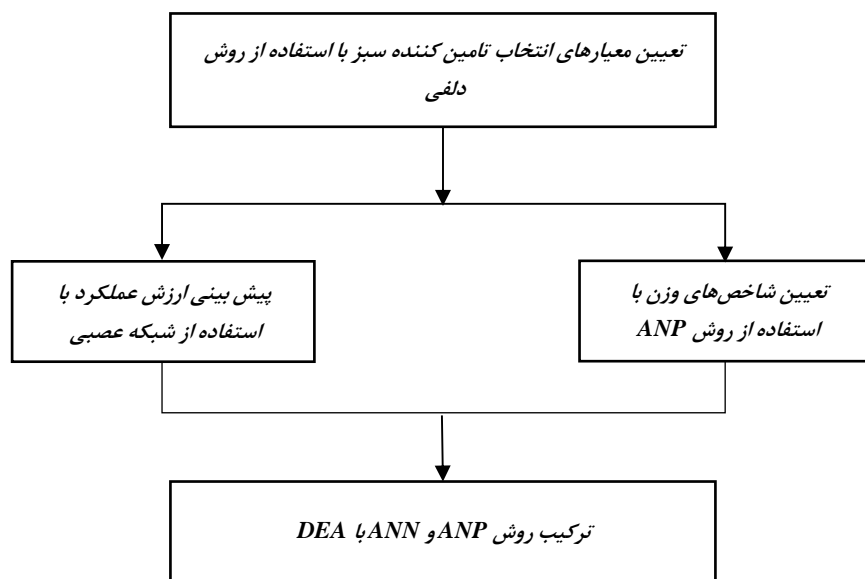 تعیین معیارهای انتخاب تامین کننده سبز با استفاده از روش
دلفی
تعیین شاخص‌های وزن با
استفاده از روش ANP
پیش بینی ارزش عملکرد با
استفاده از شبکه عصبی
ترکیب روش ANP و ANN با DEA